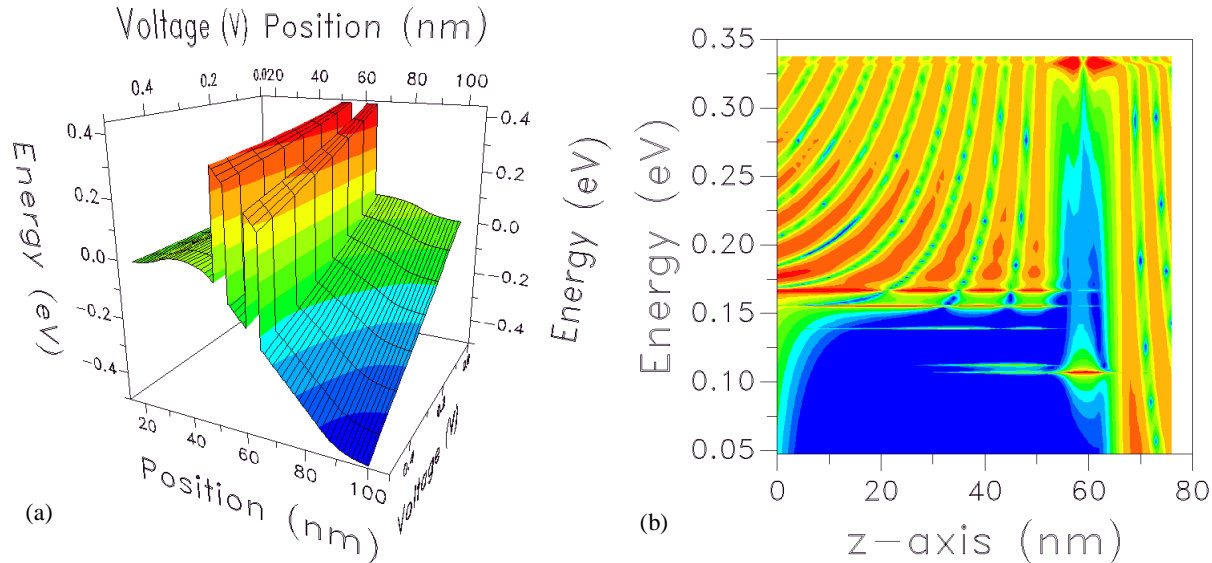 Voltage (V) Position (nm)
0.4 0.2 0.0 20 40 60 80 100
0.4
0.2
0.0
-0.2
-0.4
Energy (eV)
0.4
0.2
0.0
-0.2
-0.4
Energy (eV)
20 40 60 80 100
Position (nm)
Voltage (V)
(a)
0.35
0.30
0.25
0.20
0.15
0.10
0.05
Energy (eV)
0 20 40 60 80
z-axis (nm)
(b)